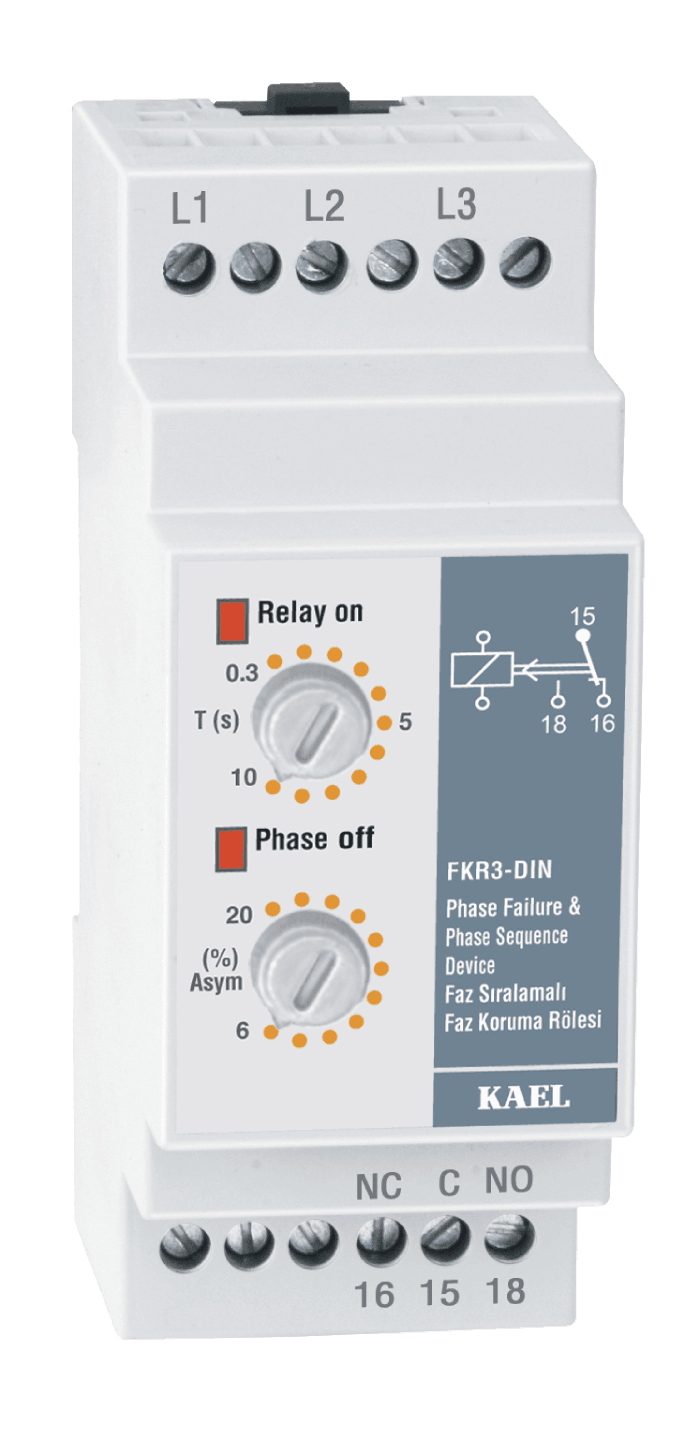 L1 L2 L3
Relay on
0.3
T (s)
5
10
15
18 16
Phase off
20
(%)
Asym
6
FKR3-DIN
Phase Failure &
Phase Sequence
Device
Faz Sıralamalı
Faz Koruma Rölesi
KAEL
NC C NO
16 15 18